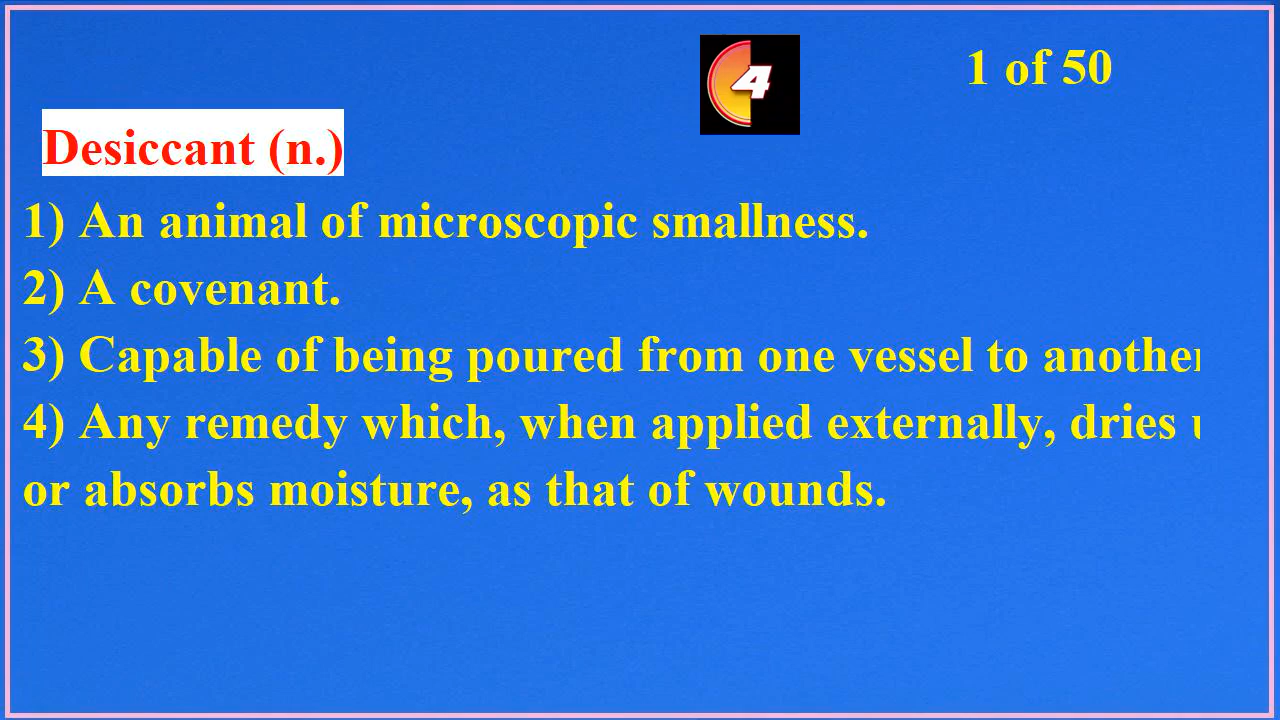 4
1 of 50
Desiccant (n.)
1) An animal of microscopic smallness.
2) A covenant.
3) Capable of being poured from one vessel to another
4) Any remedy which, when applied externally, dries
or absorbs moisture, as that of wounds.